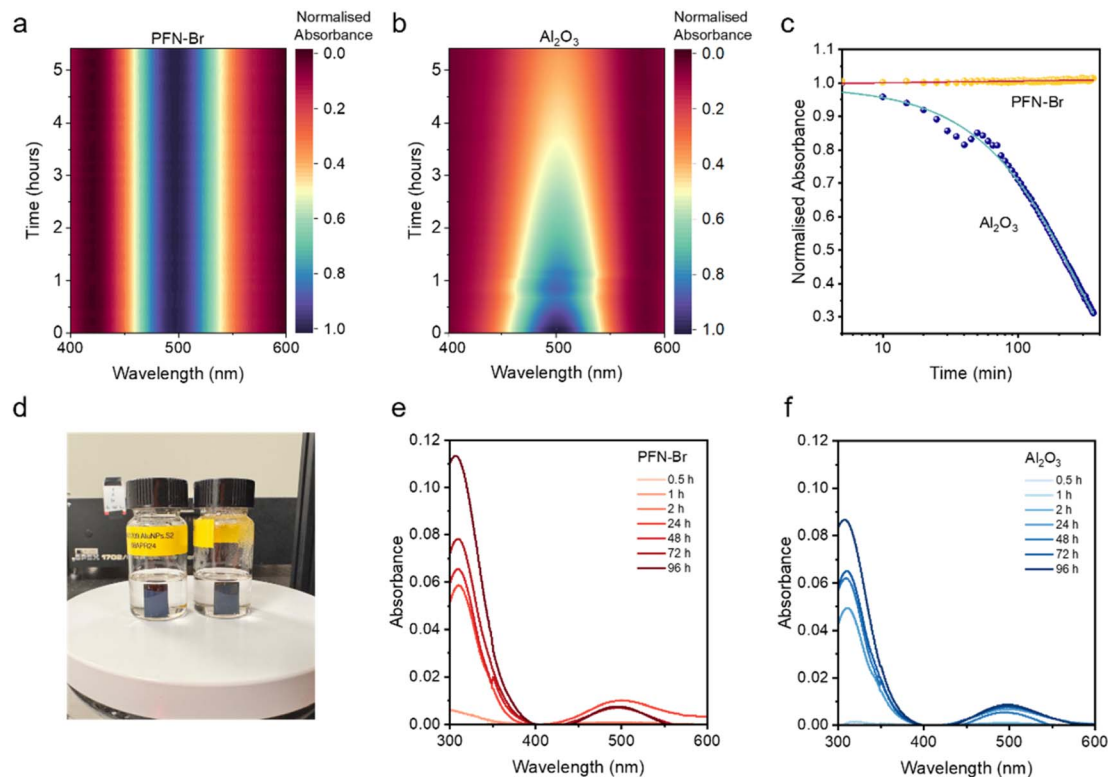 a
PFN-Br
Normalised
Absorbance
0.0
0.2
0.4
0.6
0.8
1.0
Time (hours)
5
4
3
2
1
0
400
500
600
Wavelength (nm)
b
Al₂O₃
Normalised
Absorbance
0.0
0.2
0.4
0.6
0.8
1.0
Time (hours)
5
4
3
2
1
0
400
500
600
Wavelength (nm)
c
Normalised Absorbance
1.1
1.0
0.9
0.8
0.7
0.6
0.5
0.4
0.3
PFN-Br
Al₂O₃
10
100
Time (min)
d
e
Absorbance
0.12
0.10
0.08
0.06
0.04
0.02
0.00
PFN-Br
0.5 h
1 h
2 h
24 h
48 h
72 h
96 h
300
400
500
600
Wavelength (nm)
f
Absorbance
0.12
0.10
0.08
0.06
0.04
0.02
0.00
Al₂O₃
0.5 h
1 h
2 h
24 h
48 h
72 h
96 h
300
400
500
600
Wavelength (nm)